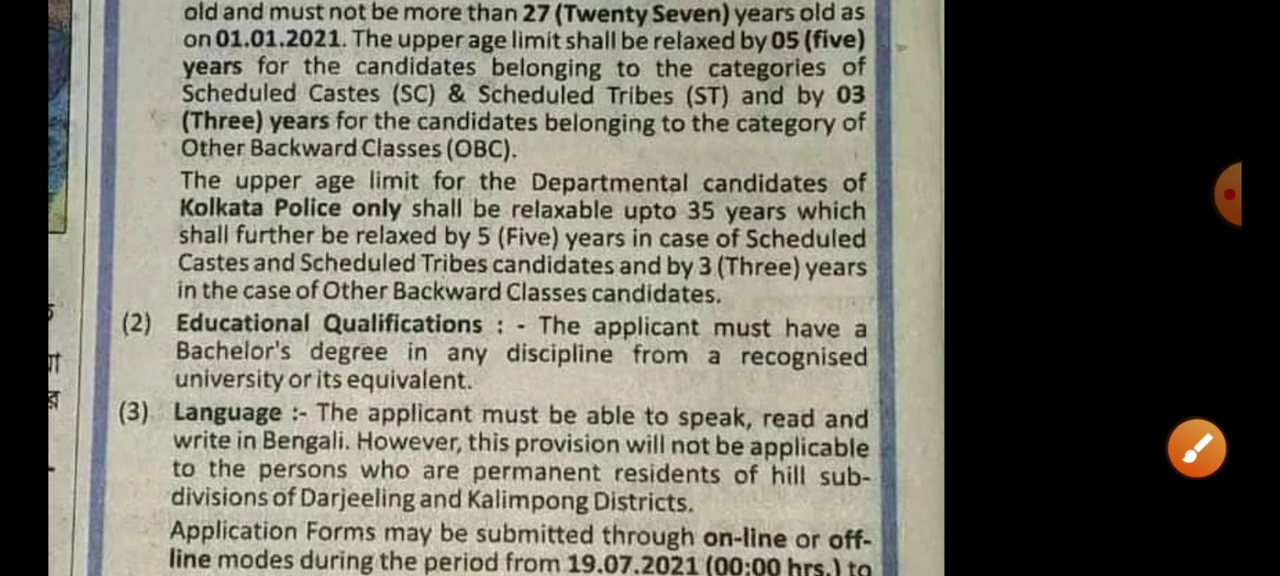 old and must not be more than 27 (Twenty Seven) years old as
on 01.01.2021. The upper age limit shall be relaxed by 05 (five)
years for the candidates belonging to the categories of
Scheduled Castes (SC) & Scheduled Tribes (ST) and by 03
(Three) years for the candidates belonging to the category of
Other Backward Classes (OBC).
The upper age limit for the Departmental candidates of
Kolkata Police only shall be relaxable upto 35 years which
shall further be relaxed by 5 (Five) years in case of Scheduled
Castes and Scheduled Tribes candidates and by 3 (Three) years
in the case of Other Backward Classes candidates.
(2) Educational Qualifications : - The applicant must have a
Bachelor's degree in any discipline from a recognised
university or its equivalent.
(3) Language :- The applicant must be able to speak, read and
write in Bengali. However, this provision will not be applicable
to the persons who are permanent residents of hill sub-
divisions of Darjeeling and Kalimpong Districts.
Application Forms may be submitted through on-line or off-
line modes during the period from 19.07.2021 (00:00 hrs.) to